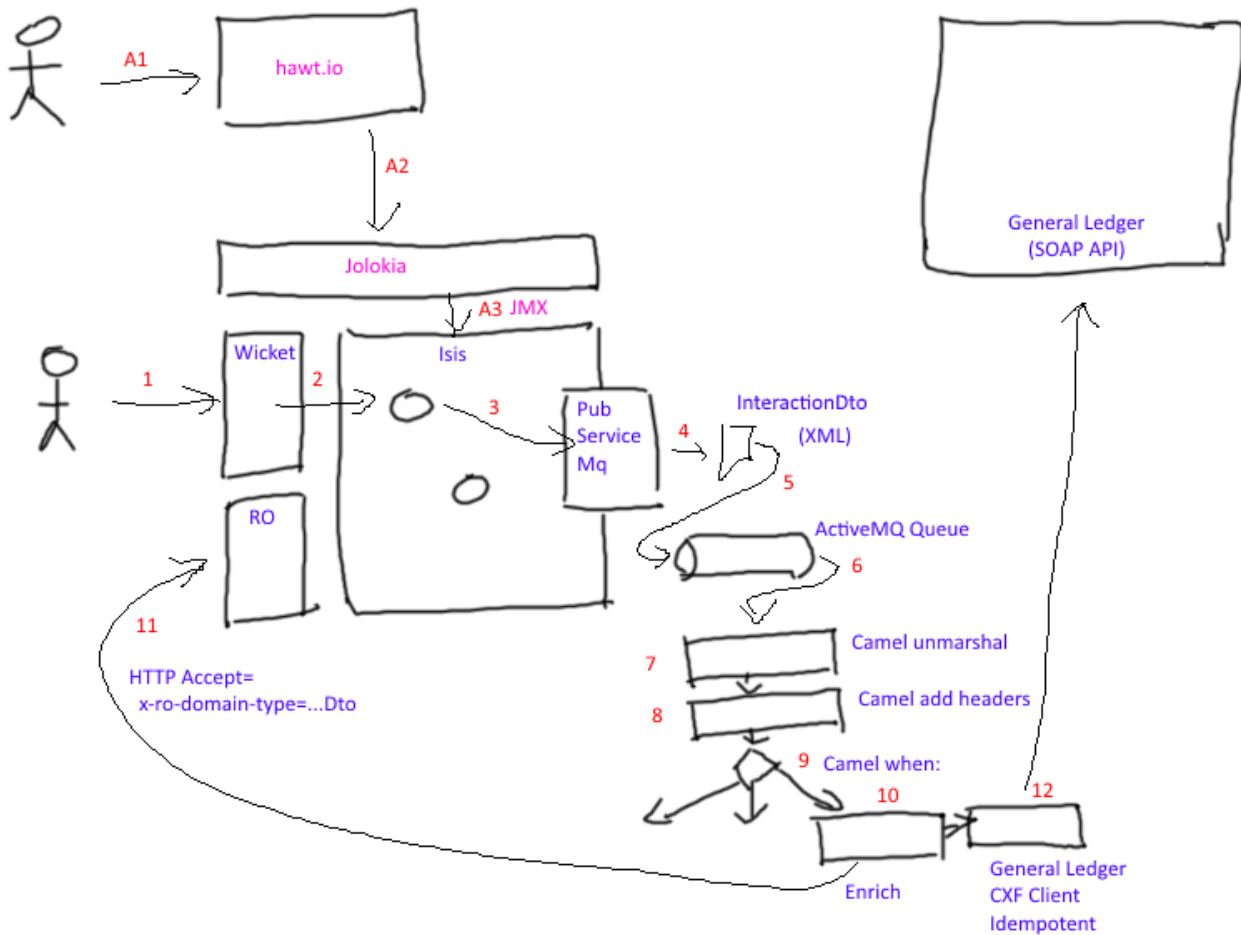 A1
hawt.io
A2
General Ledger
(SOAP API)
Jolokia
A3 JMX
Wicket
Isis
1
2
3
Pub
Service
Mq
4
InteractionDto
(XML)
5
RO
ActiveMQ Queue
6
11
7
Camel unmarshal
HTTP Accept=
x-ro-domain-type=...Dto
8
Camel add headers
9
Camel when:
10
12
Enrich
General Ledger
CXF Client
Idempotent